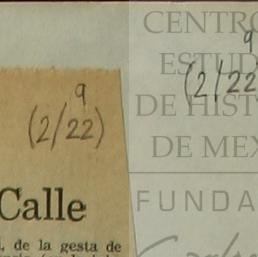 CENTRO
ESTUD
DE HIST
DE MEX
FUNDA
9
(2/22
9
(2/22)
Calle
, de la gesta de